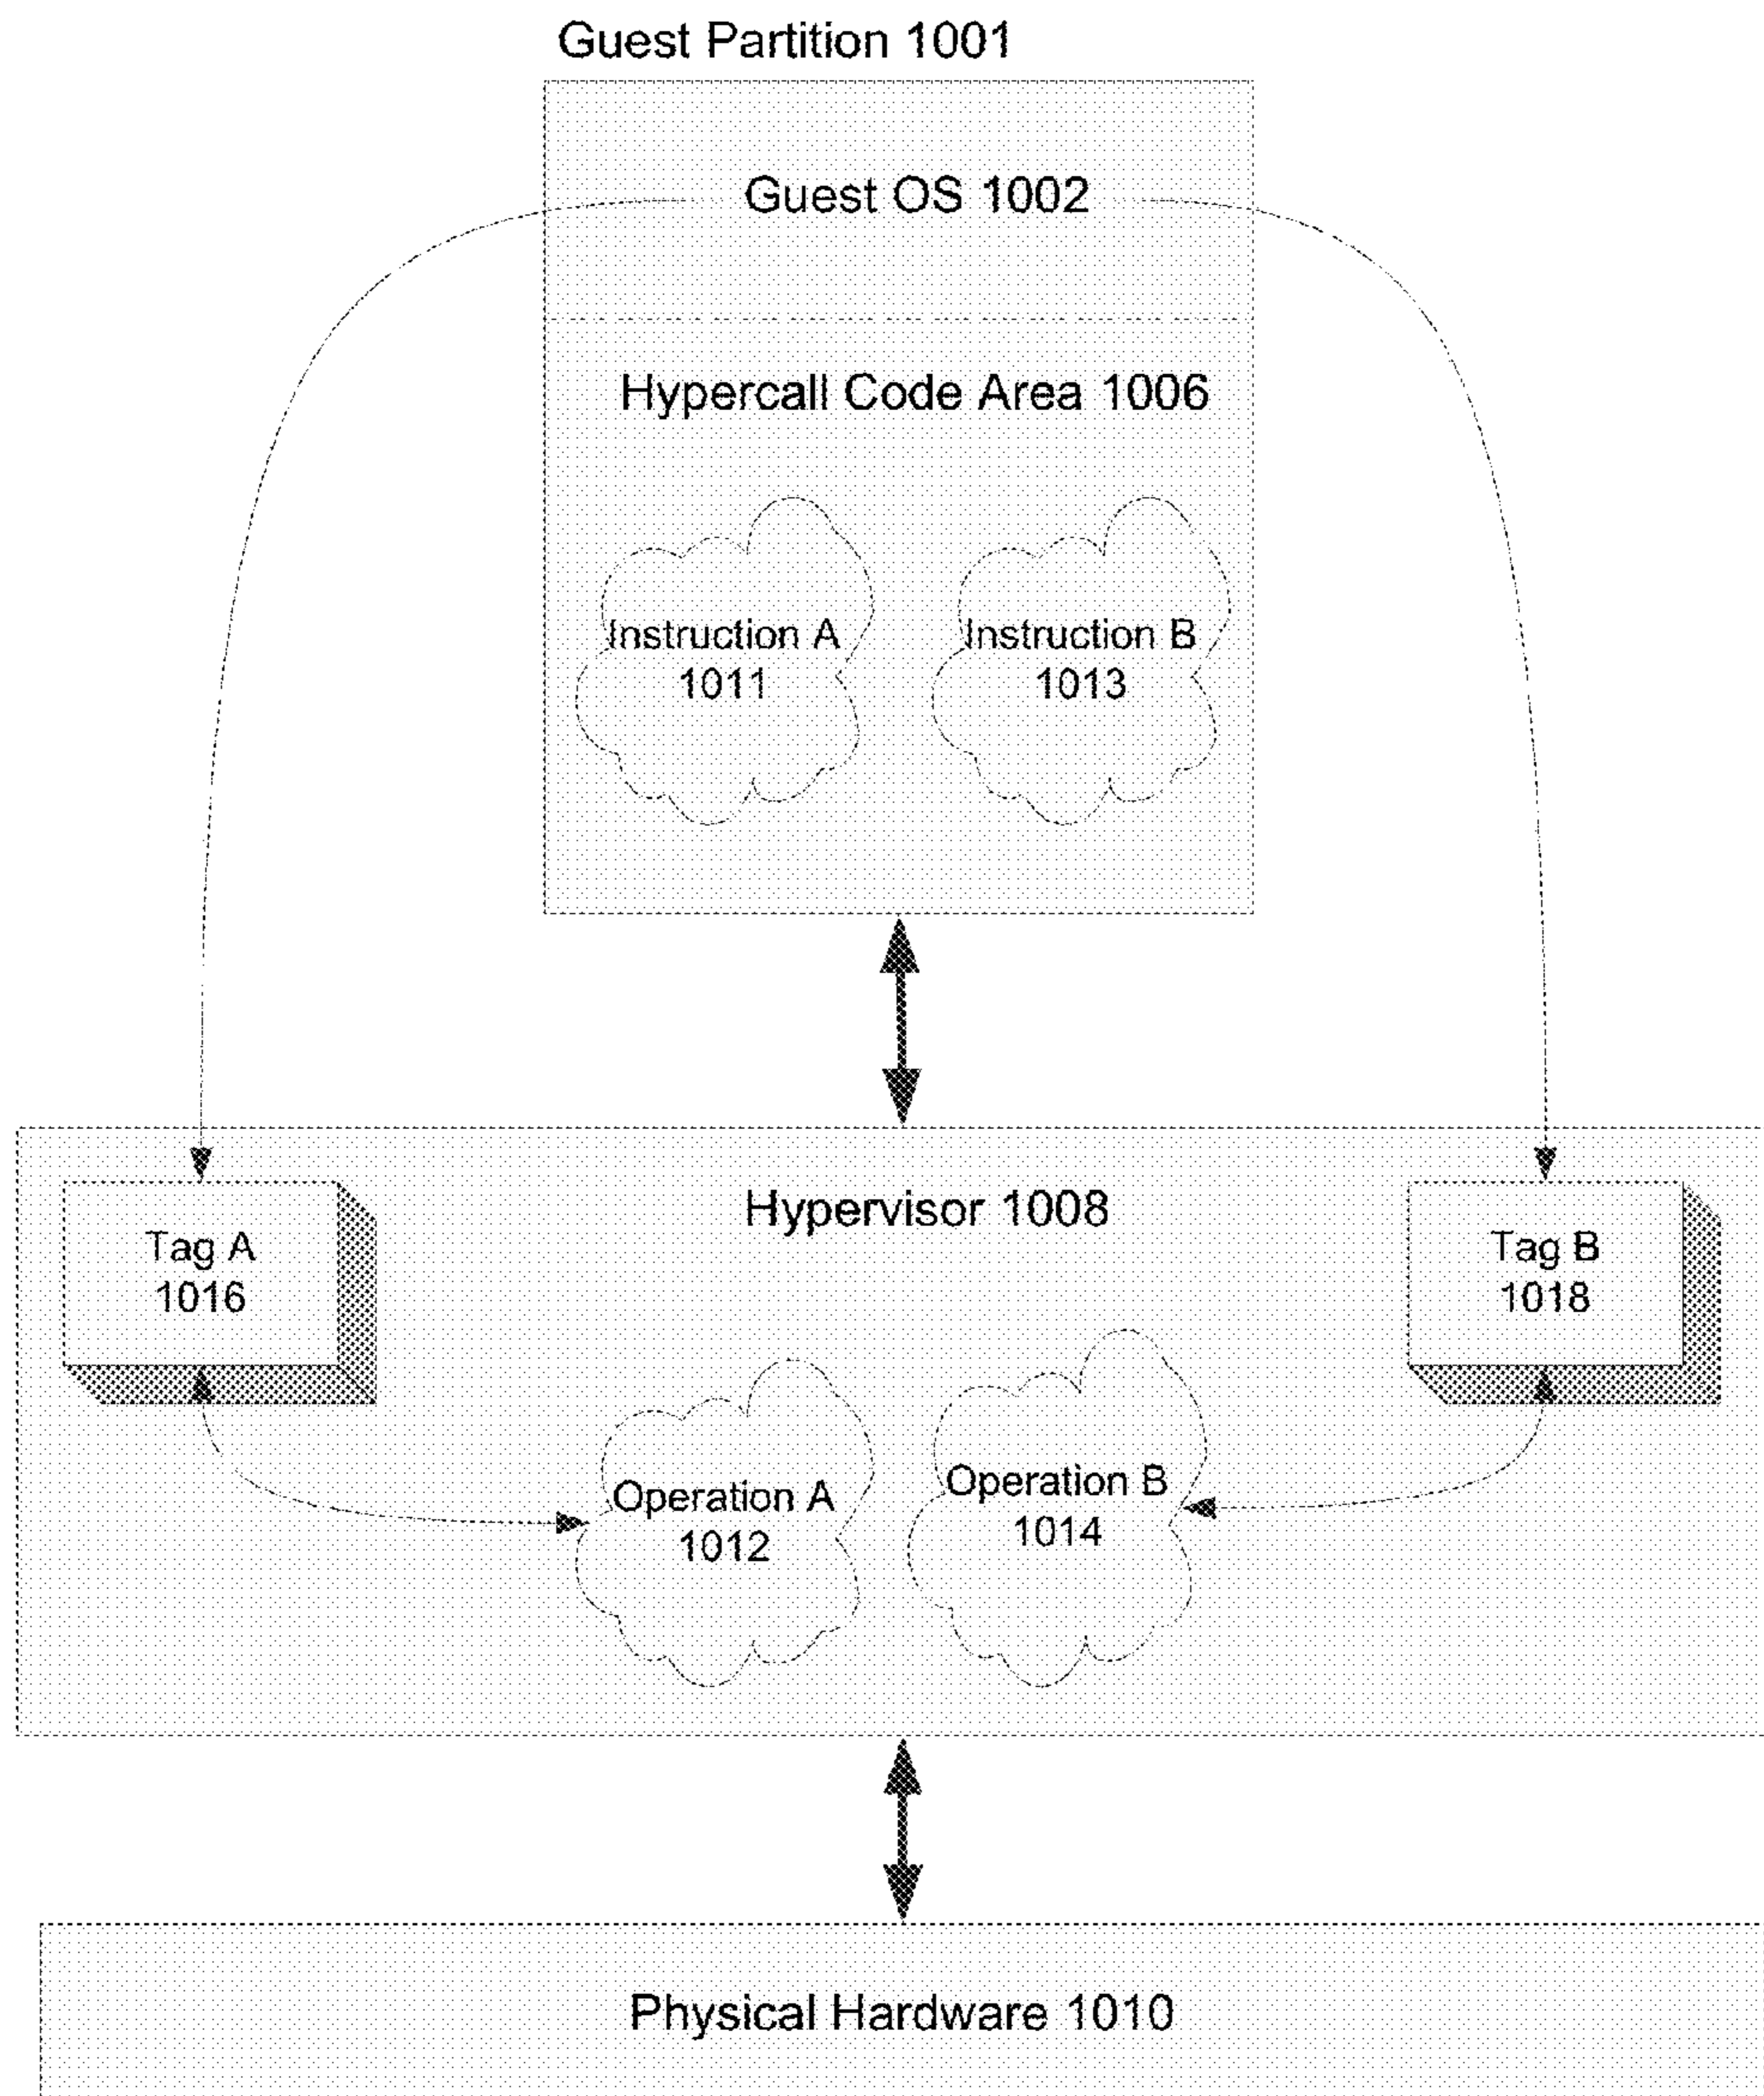 Guest Partition 1001
Guest OS 1002
Hypercall Code Area 1006
Instruction A
1011
Instruction B
1013
Hypervisor 1008
Tag A
1016
Tag B
1018
Operation A
1012
Operation B
1014
Physical Hardware 1010